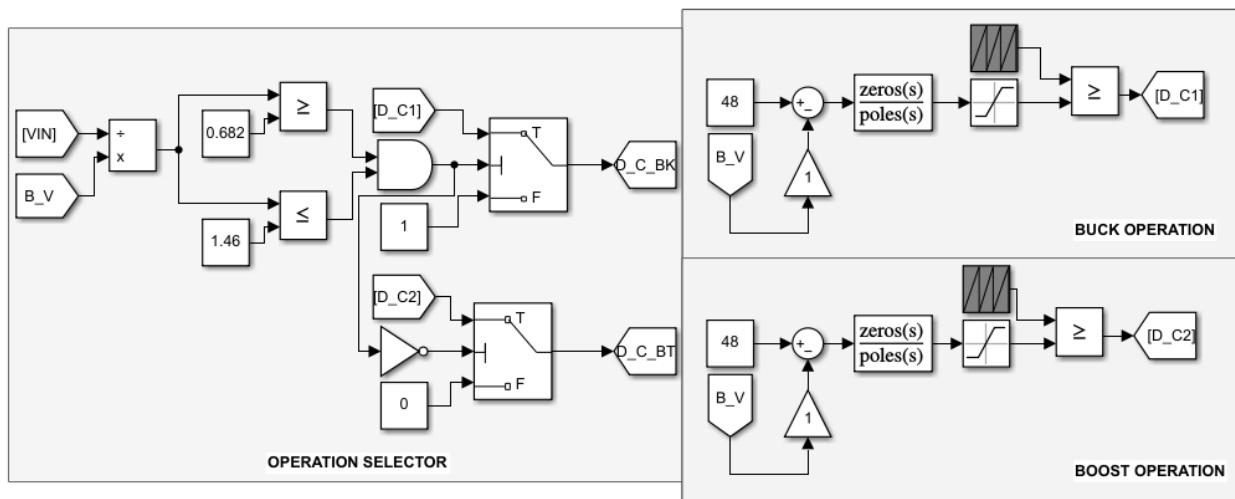 [VIN]
÷
x
B_V
0.682
≥
≤
1.46
[D_C1]
T
F
1
D_C_BK
[D_C2]
T
F
0
D_C_BT
OPERATION SELECTOR
48
+
−
B_V
1
zeros(s)
poles(s)
≥
[D_C1]
BUCK OPERATION
48
+
−
B_V
1
zeros(s)
poles(s)
≥
[D_C2]
BOOST OPERATION